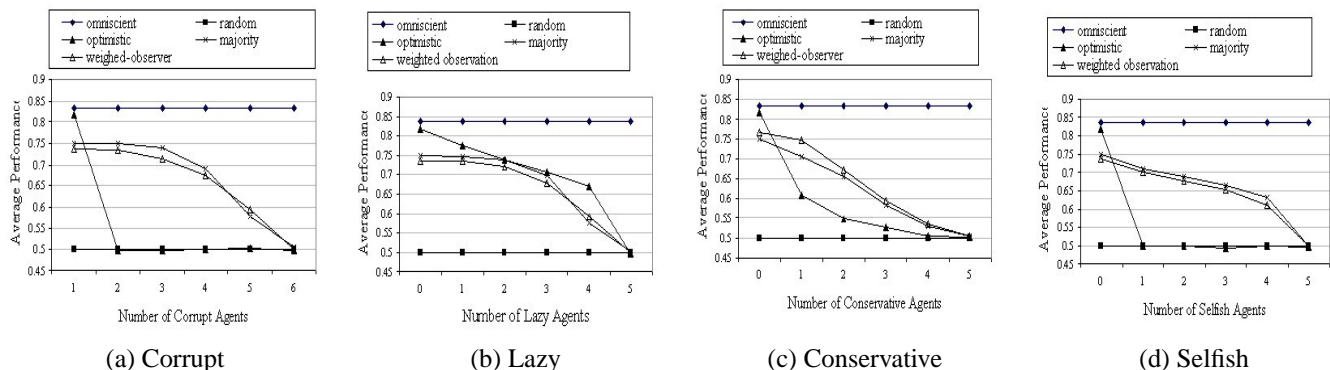 omniscient random
optimistic majority
weighed-observer
0.9
0.85
0.8
0.75
0.7
0.65
0.6
0.55
0.5
0.45
Average Performance
1 2 3 4 5 6
Number of Corrupt Agents
(a) Corrupt
omniscient random
optimistic majority
weighted observation
0.9
0.85
0.8
0.75
0.7
0.65
0.6
0.55
0.5
0.45
Average Performance
0 1 2 3 4 5
Number of Lazy Agents
(b) Lazy
omniscient random
optimistic majority
weighed-observer
0.9
0.85
0.8
0.75
0.7
0.65
0.6
0.55
0.5
0.45
Average Performance
0 1 2 3 4 5
Number of Conservative Agents
(c) Conservative
omniscient random
optimistic majority
weighted observation
0.9
0.85
0.8
0.75
0.7
0.65
0.6
0.55
0.5
0.45
Average Performance
0 1 2 3 4 5
Number of Selfish Agents
(d) Selfish